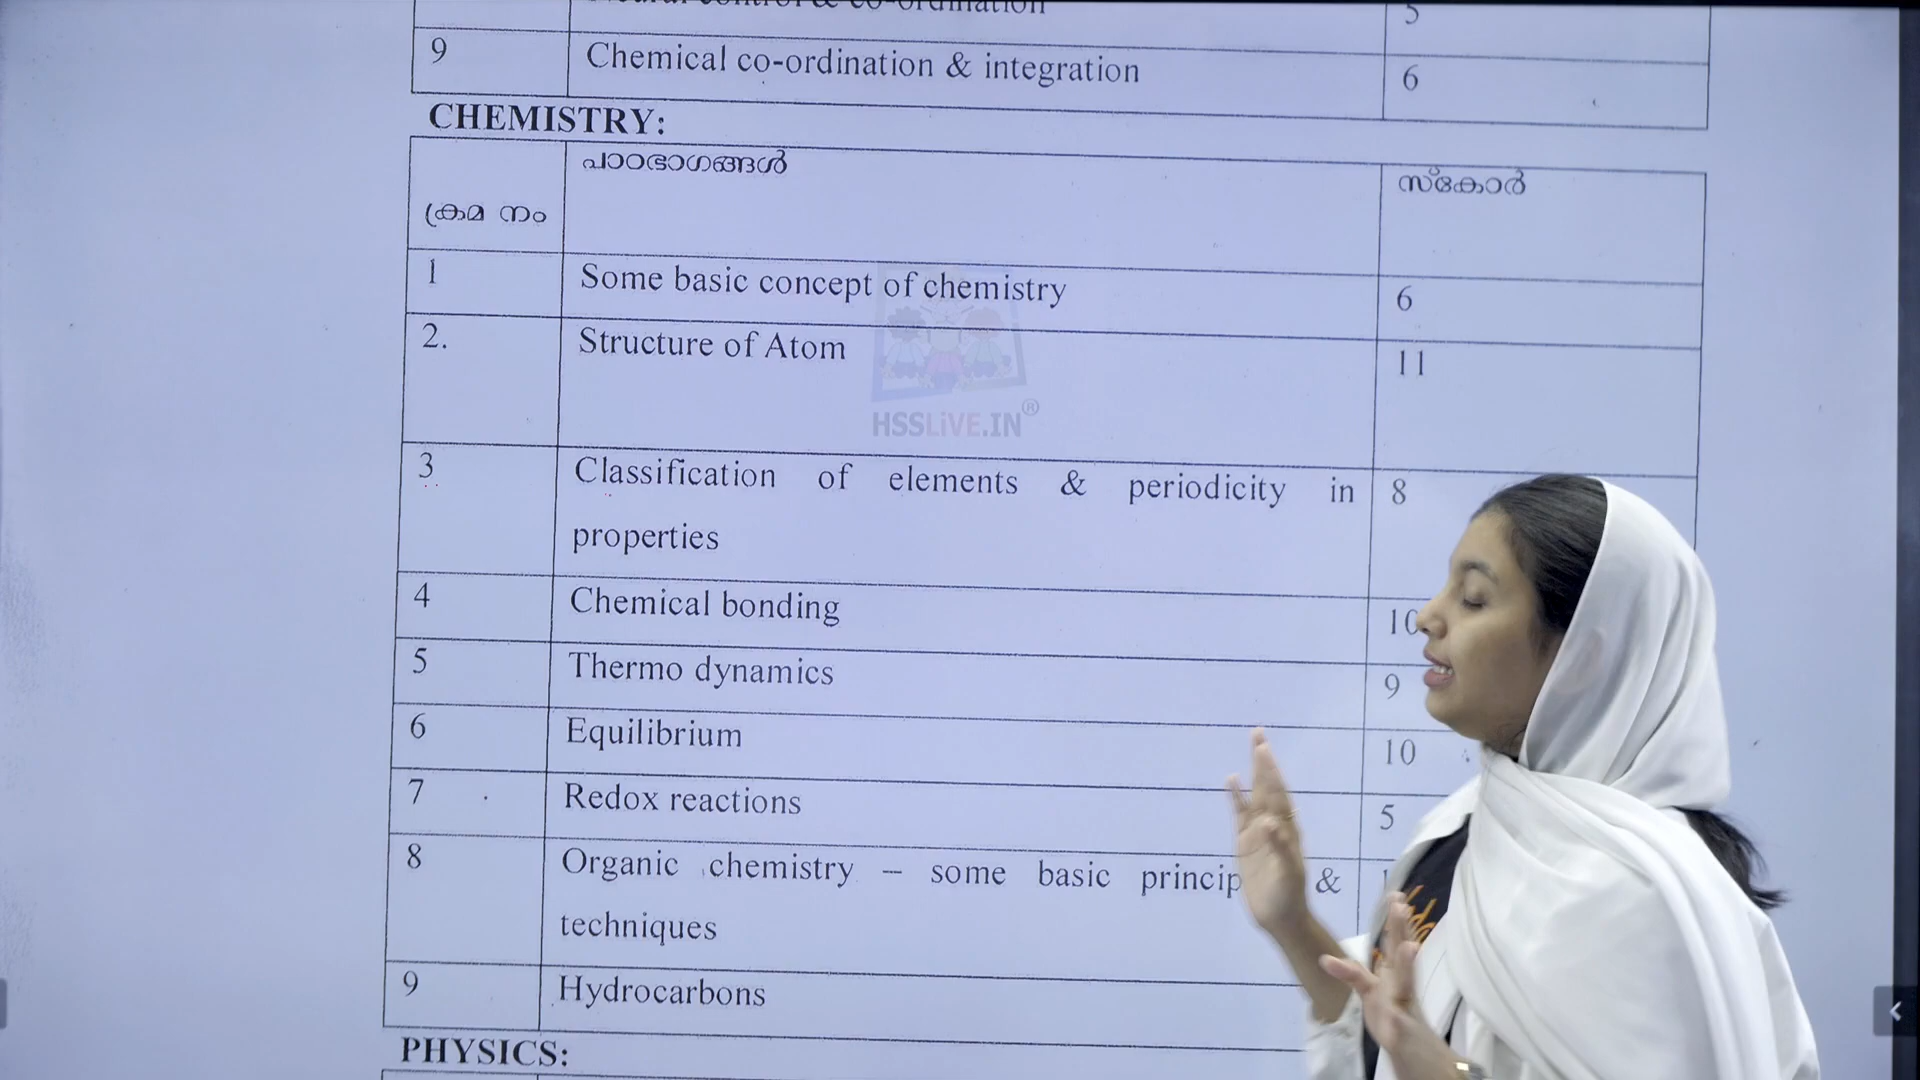 5
9 Chemical co-ordination & integration 6
CHEMISTRY:
ക്രമ നം പാഠഭാഗങ്ങൾ സ്കോർ
1 Some basic concept of chemistry 6
2. Structure of Atom 11
HSSLiVE.IN®
3 Classification of elements & periodicity in 8
properties
4 Chemical bonding 10
5 Thermo dynamics 9
6 Equilibrium 10
7 Redox reactions 5
8 Organic chemistry – some basic &
techniques
9 Hydrocarbons
PHYSICS: